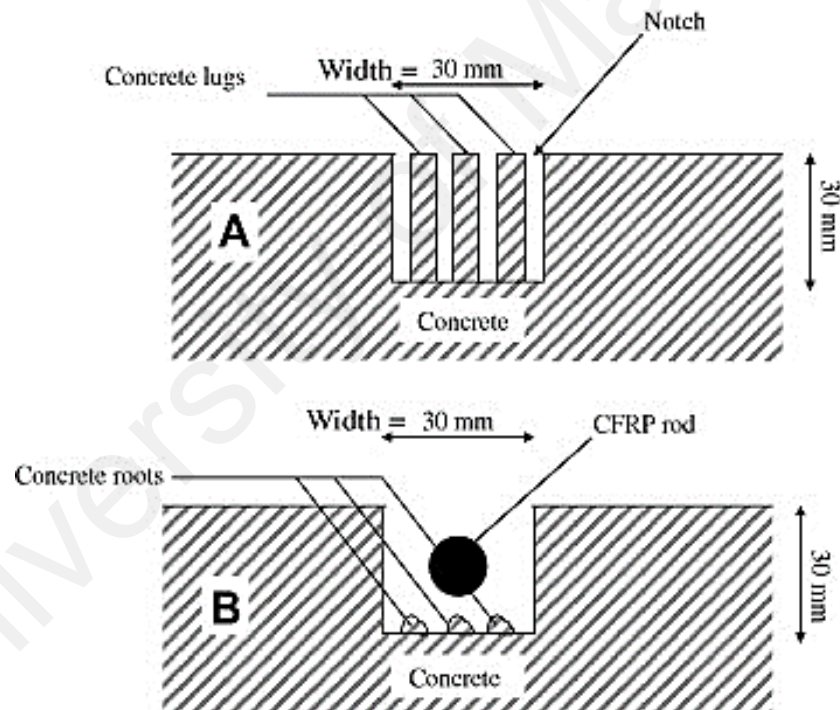 Notch
Concrete lugs
Width = 30 mm
A
30 mm
Concrete
Width = 30 mm
CFRP rod
Concrete roots
B
30 mm
Concrete